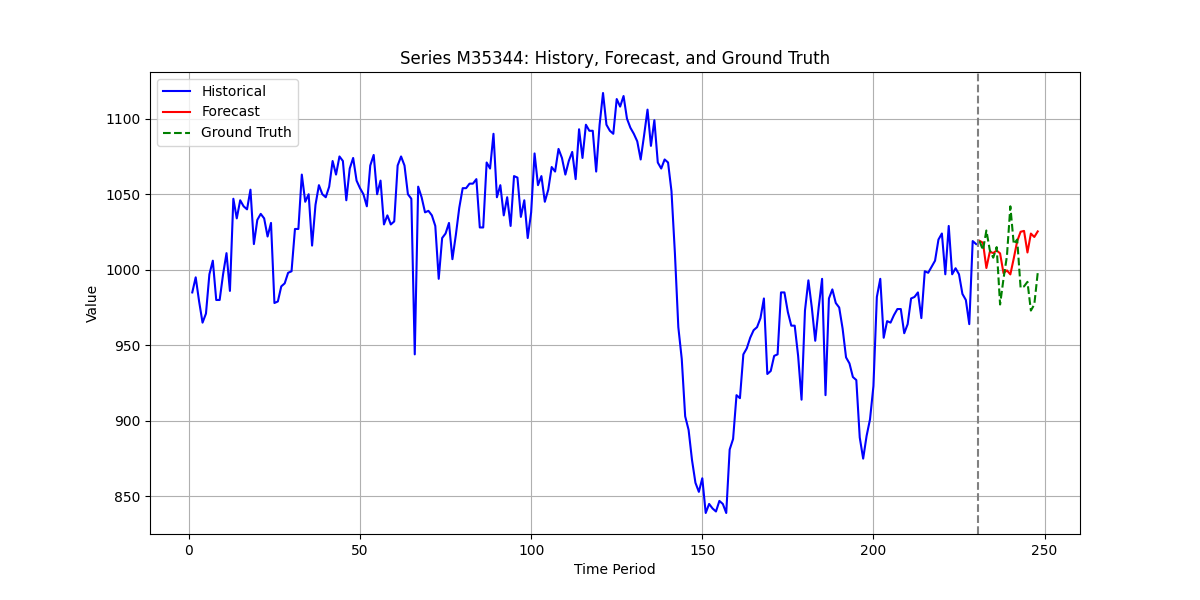 Series M35344: History, Forecast, and Ground Truth
Historical
Forecast
Ground Truth
1100
1050
1000
950
900
850
Value
0
50
100
150
200
250
Time Period